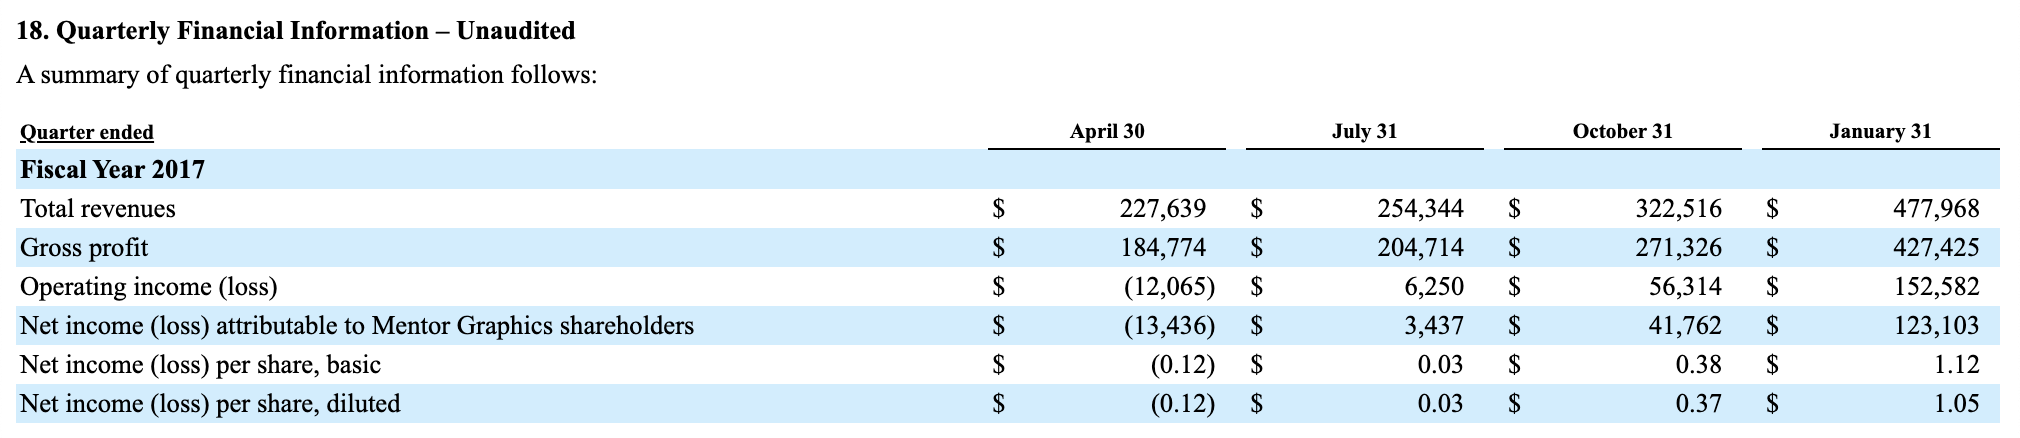 18. Quarterly Financial Information – Unaudited
A summary of quarterly financial information follows:
Quarter ended April 30 July 31 October 31 January 31
Fiscal Year 2017
Total revenues $ 227,639 $ 254,344 $ 322,516 $ 477,968
Gross profit $ 184,774 $ 204,714 $ 271,326 $ 427,425
Operating income (loss) $ (12,065) $ 6,250 $ 56,314 $ 152,582
Net income (loss) attributable to Mentor Graphics shareholders $ (13,436) $ 3,437 $ 41,762 $ 123,103
Net income (loss) per share, basic $ (0.12) $ 0.03 $ 0.38 $ 1.12
Net income (loss) per share, diluted $ (0.12) $ 0.03 $ 0.37 $ 1.05